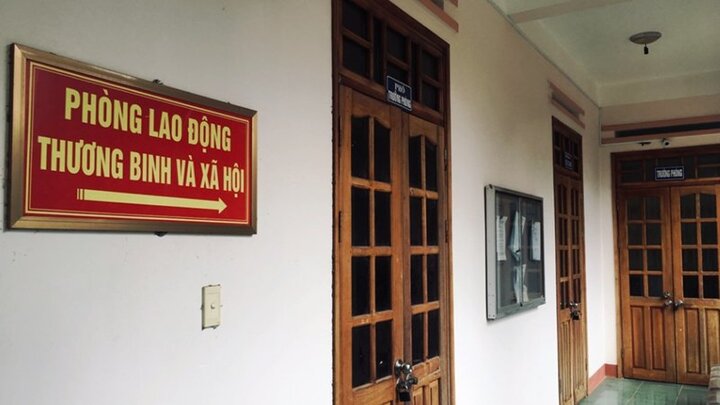 PHÒNG LAO ĐỘNG
THƯƠNG BINH VÀ XÃ HỘI
PHÓ
TRƯỞNG PHÒNG
TRƯỞNG PHÒNG